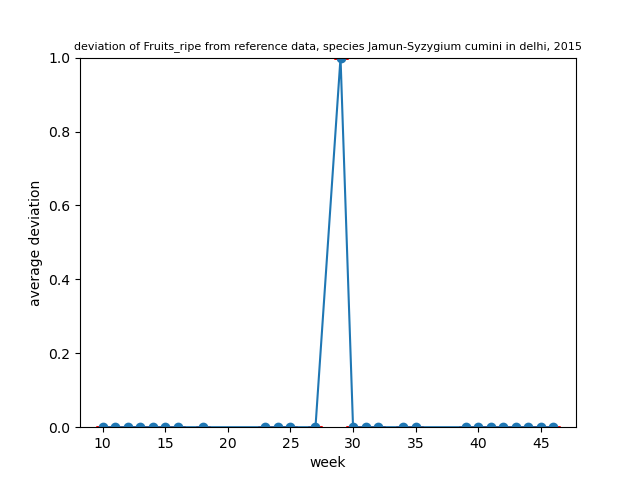 deviation of Fruits_ripe from reference data, species Jamun-Syzygium cumini in delhi, 2015
1.0
0.8
0.6
0.4
0.2
0.0
average deviation
10 15 20 25 30 35 40 45
week